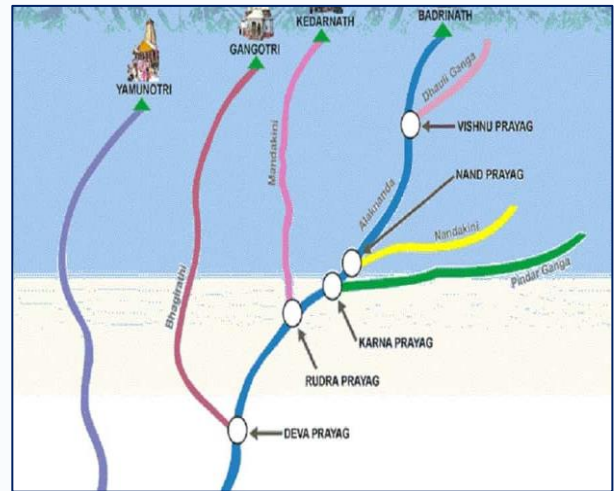 KEDARNATH
BADRINATH
GANGOTRI
YAMUNOTRI
Dhauli Ganga
VISHNU PRAYAG
Mandakini
Alaknanda
NAND PRAYAG
Nandakini
Pindar Ganga
Bhagirathi
KARNA PRAYAG
RUDRA PRAYAG
DEVA PRAYAG